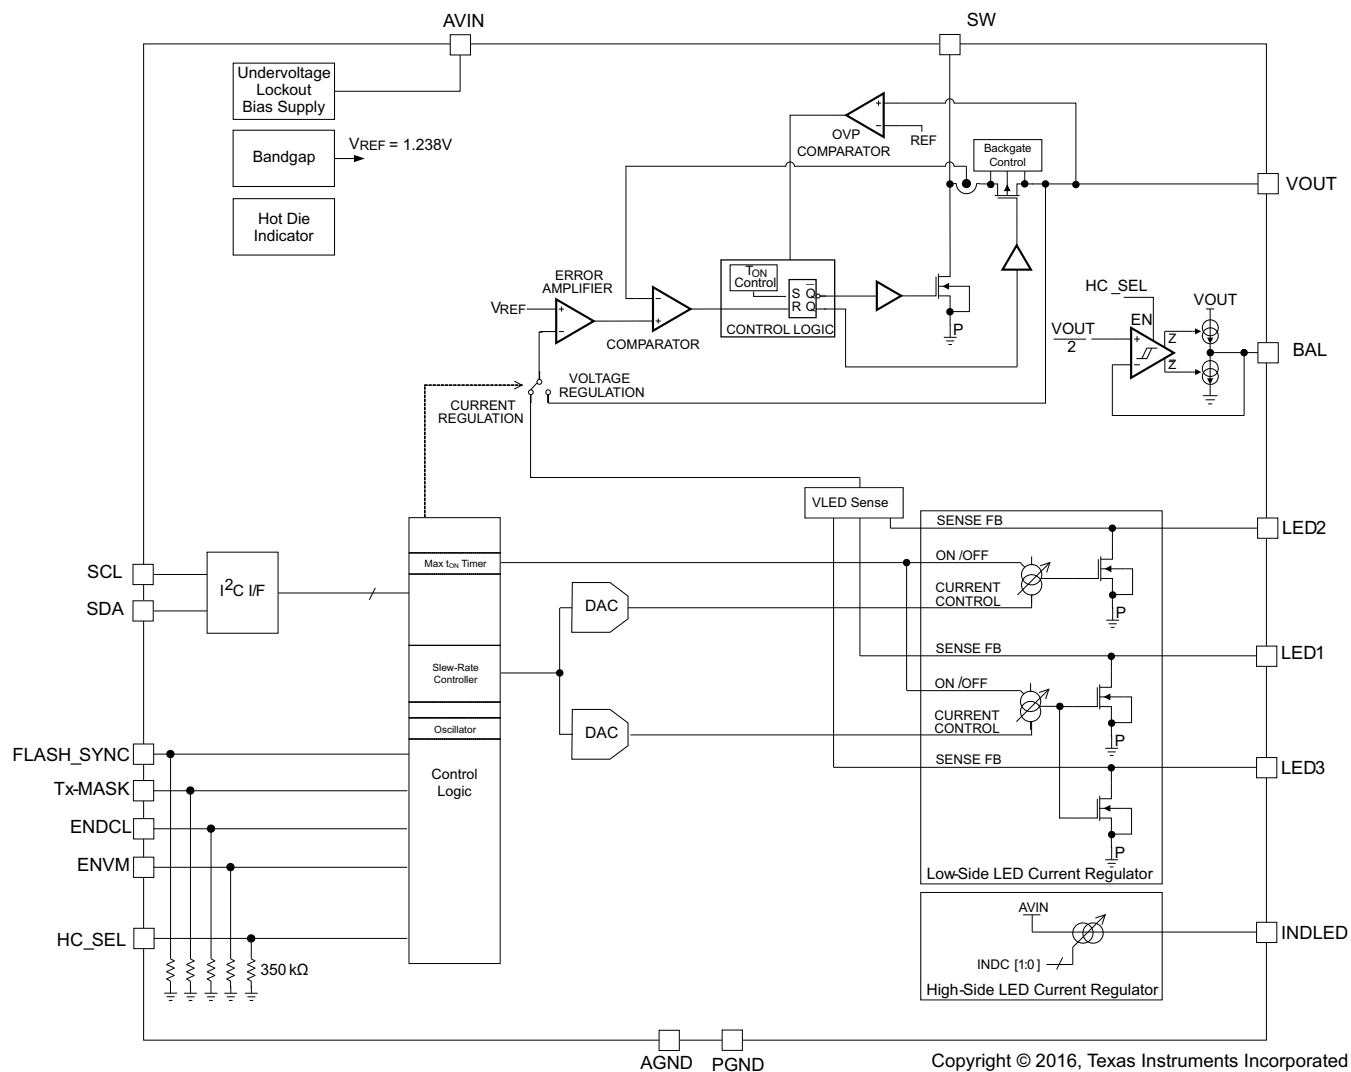 AVIN
SW
Undervoltage
Lockout
Bias Supply
Bandgap
VREF = 1.238V
Hot Die
Indicator
OVP
COMPARATOR
+
−
REF
Backgate
Control
VOUT
ERROR
AMPLIFIER
VREF
+
−
−
+
COMPARATOR
TON
Control
S Q̅
R Q
CONTROL LOGIC
P
HC_SEL
EN
VOUT
2
+
−
Z
Z
VOUT
BAL
VOLTAGE
REGULATION
CURRENT
REGULATION
VLED Sense
SENSE FB
LED2
ON /OFF
CURRENT
CONTROL
P
SCL
SDA
I2C I/F
Max tON Timer
DAC
Slew-Rate
Controller
Oscillator
DAC
SENSE FB
LED1
ON /OFF
CURRENT
CONTROL
P
SENSE FB
LED3
P
Low-Side LED Current Regulator
FLASH_SYNC
Tx-MASK
ENDCL
ENVM
HC_SEL
Control
Logic
350 kΩ
AVIN
INDC [1:0]
INDLED
High-Side LED Current Regulator
AGND
PGND
Copyright © 2016, Texas Instruments Incorporated